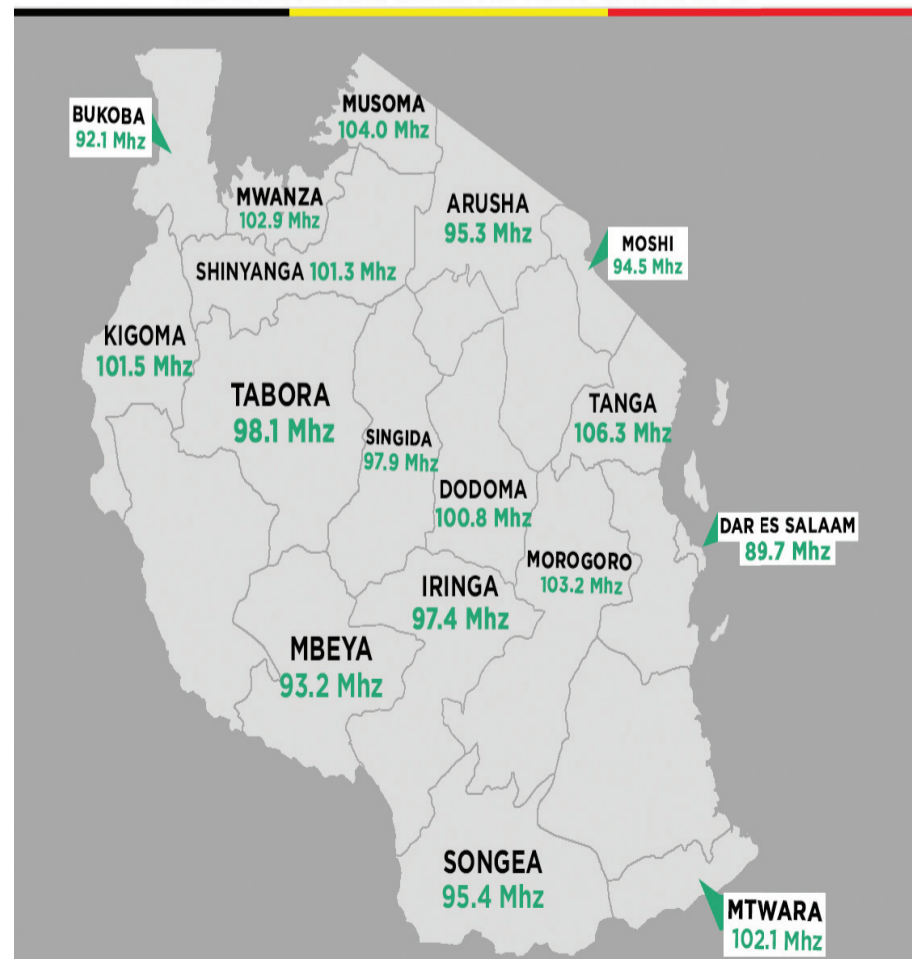 MUSOMA
104.0 Mhz
BUKOBA
92.1 Mhz
MWANZA
102.9 Mhz
ARUSHA
95.3 Mhz
MOSHI
94.5 Mhz
SHINYANGA 101.3 Mhz
KIGOMA
101.5 Mhz
TABORA
98.1 Mhz
TANGA
106.3 Mhz
SINGIDA
97.9 Mhz
DODOMA
100.8 Mhz
DAR ES SALAAM
89.7 Mhz
MOROGORO
103.2 Mhz
IRINGA
97.4 Mhz
MBEYA
93.2 Mhz
SONGEA
95.4 Mhz
MTWARA
102.1 Mhz